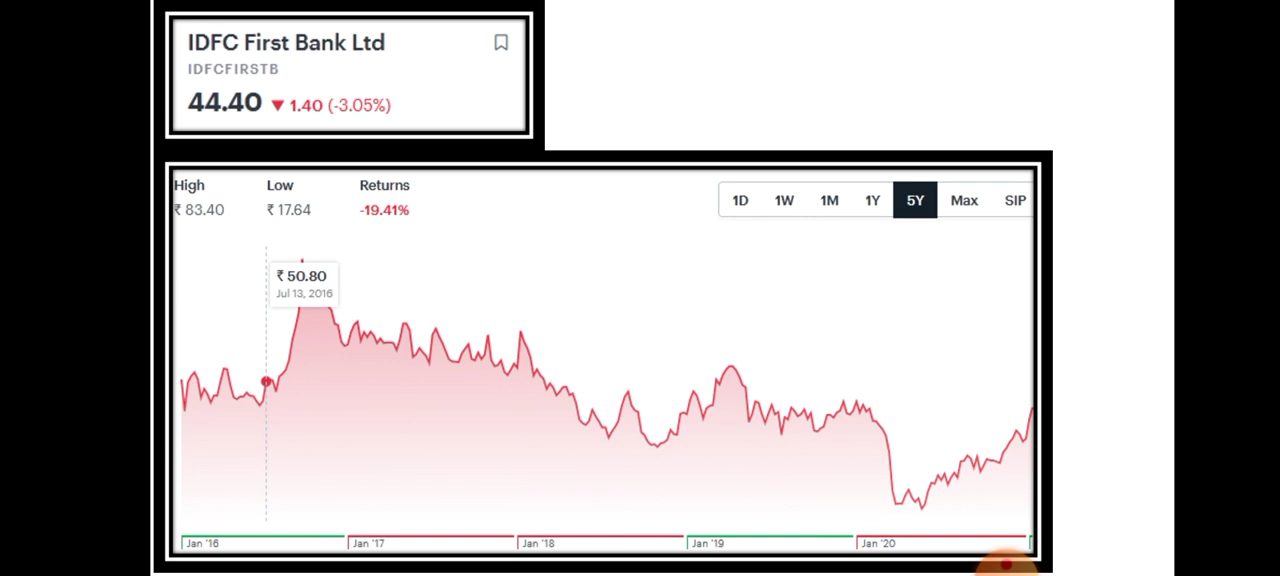 IDFC First Bank Ltd
IDFCFIRSTB
44.40 ▼ 1.40 (-3.05%)
High Low Returns
₹ 83.40 ₹ 17.64 -19.41%
1D 1W 1M 1Y 5Y Max SIP
₹ 50.80
Jul 13, 2016
Jan '16 Jan '17 Jan '18 Jan '19 Jan '20